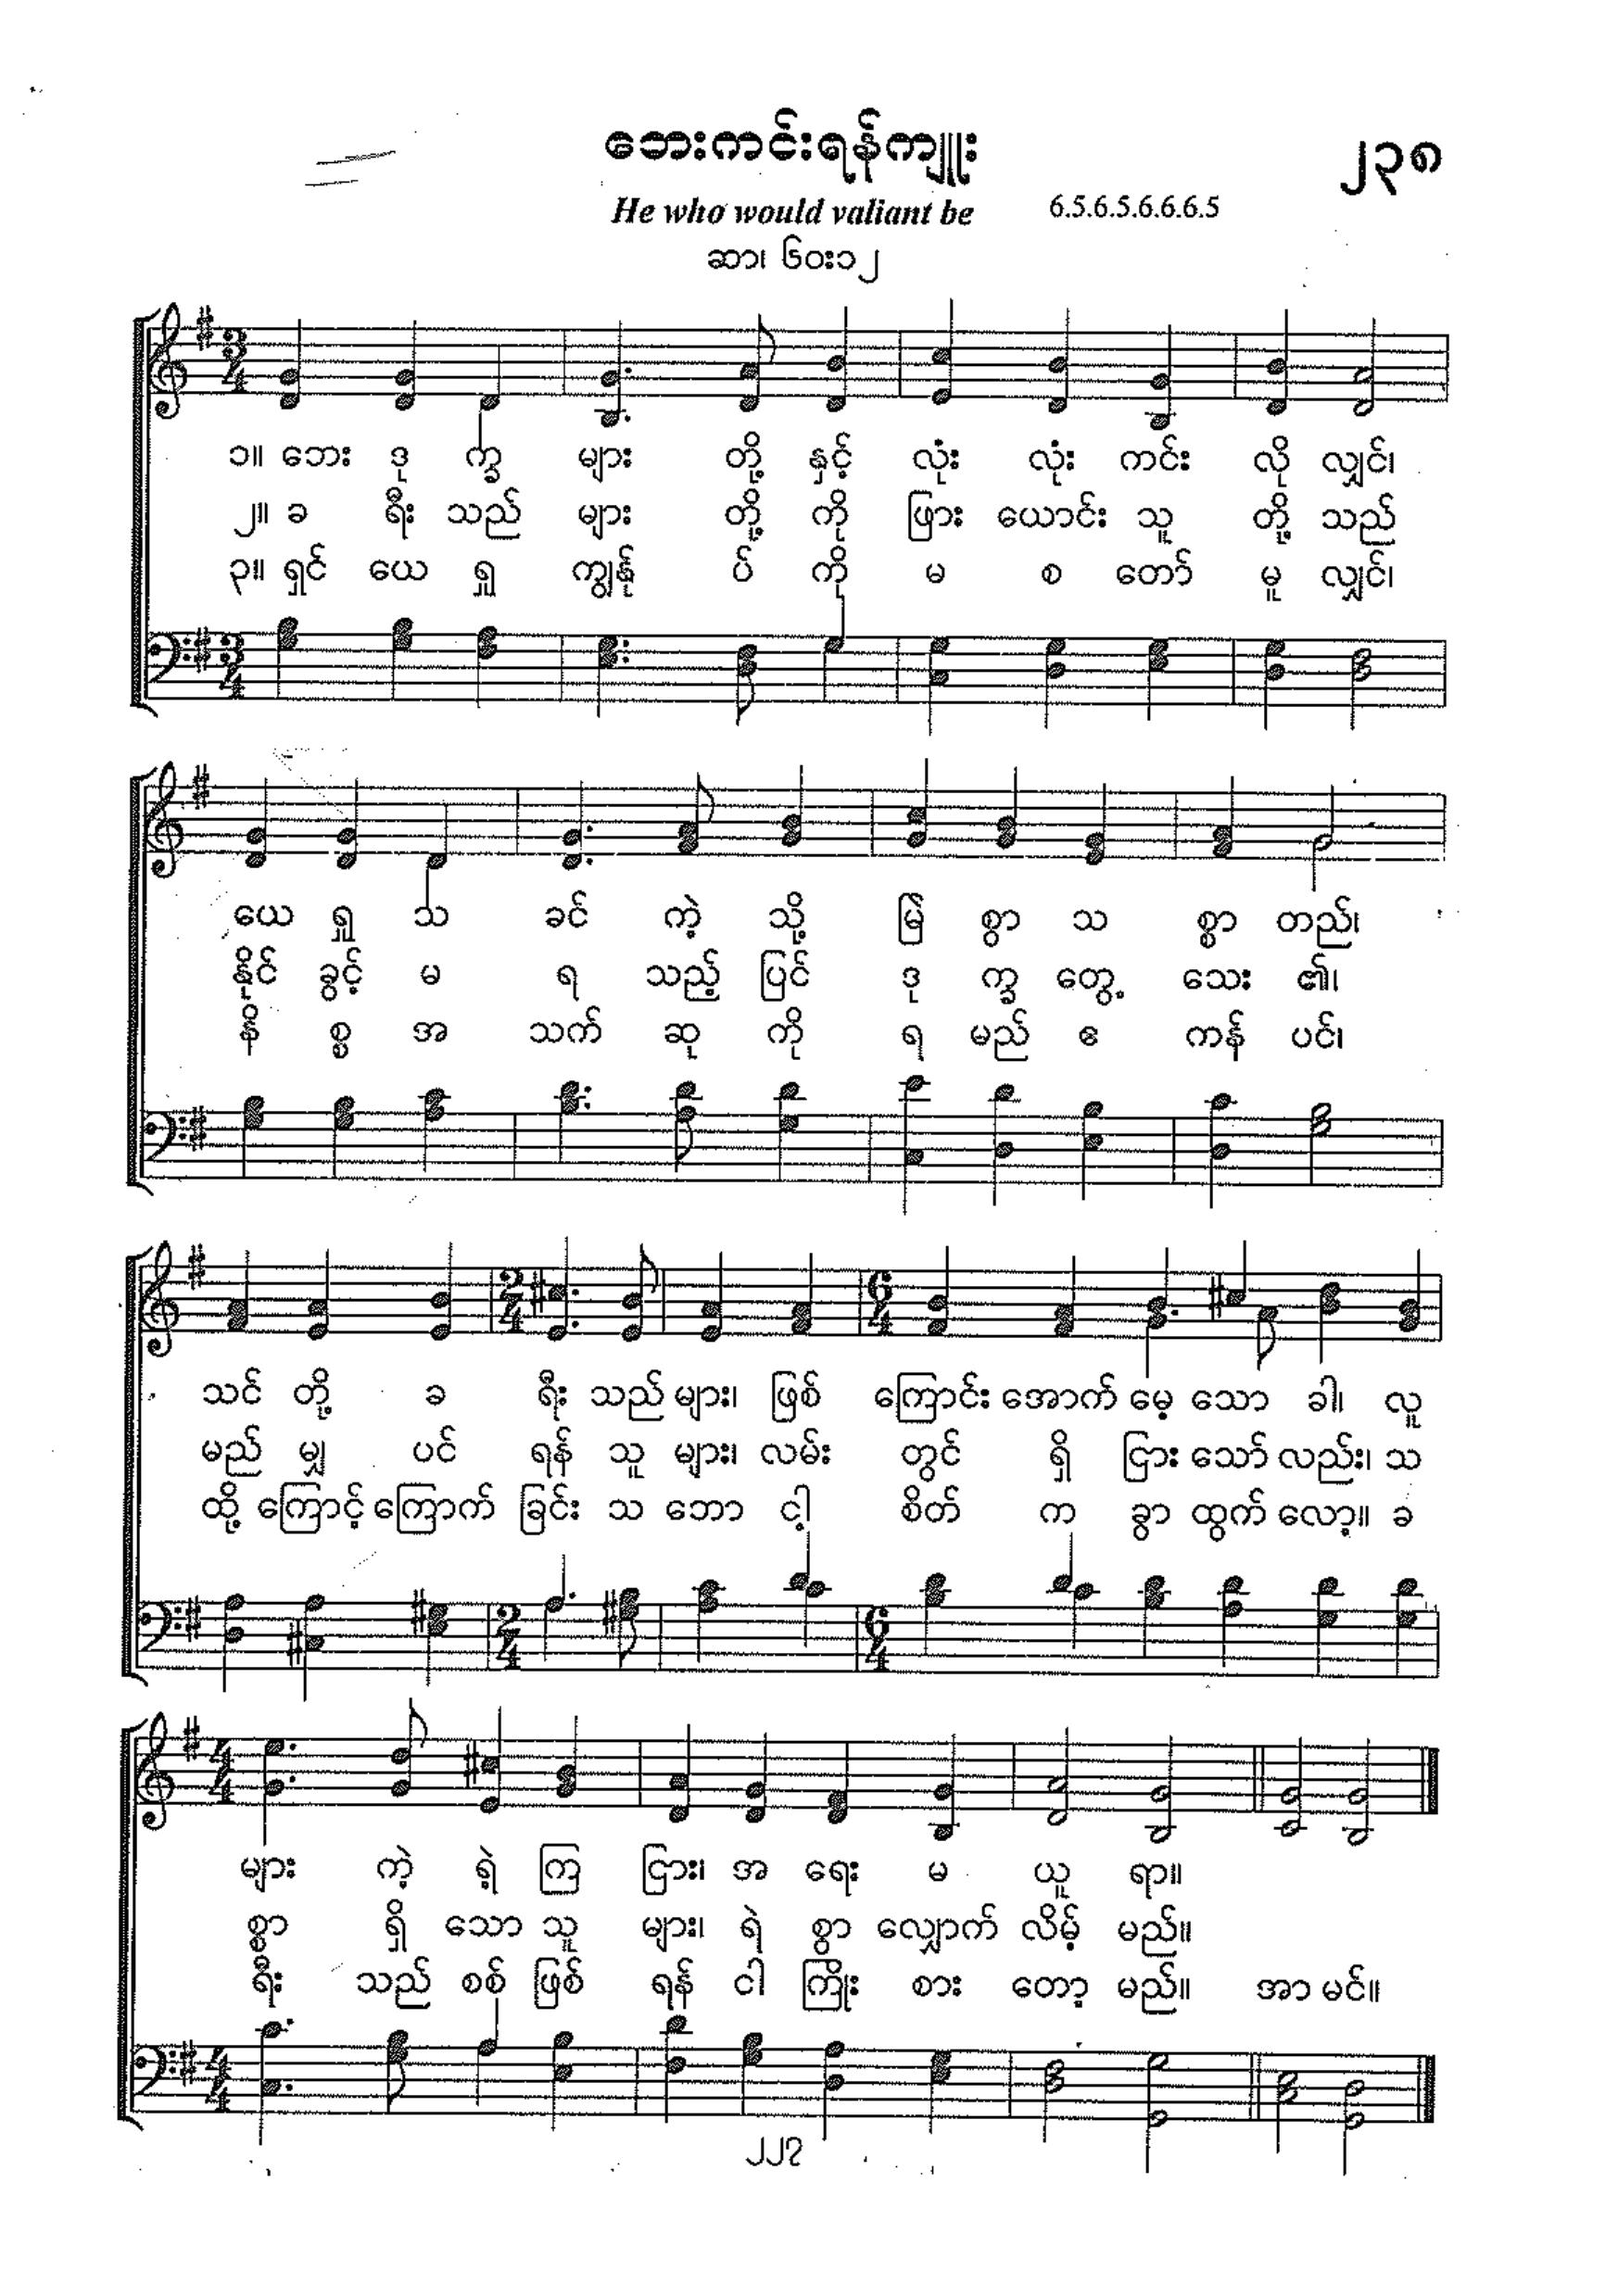 ဘေးကင်းရန်ကျူး
၂၃၈
He who would valiant be
6.5.6.5.6.6.6.5
ဆာ၊ ၆၀း၁၂
၁။ ဘေး ဒု က္ခ များ တို့ နှင့် လုံး လုံး ကင်း လို လျှင်၊
၂။ ခ ရီး သည် များ တို့ ကို ဖြား ယောင်း သူ တို့ သည်
၃။ ရှင် ယေ ရှု ကျွန်ုပ် ကို မ စ တော် မူ လျှင်၊
ယေ ရှု သ ခင် ကဲ့ သို့ မြဲ စွာ သ စ္စာ တည်၊
နိုင် ခွင့် မ ရ သည့် ပြင် ဒု က္ခ တွေ့ သေး ၏၊
နိ စ္စ အ သက် ဆု ကို ရ မည် ဧ ကန် ပင်၊
သင် တို့ ခ ရီး သည် များ၊ ဖြစ် ကြောင်း အောက် မေ့ သော ခါ၊ လူ
မည် မျှ ပင် ရန် သူ များ၊ လမ်း တွင် ရှိ ငြား သော် လည်း၊ သ
ထို့ ကြောင့် ကြောက် ခြင်း သ ဘော ငါ့ စိတ် က ခွာ ထွက် လော့။ ခ
များ ကဲ့ ရဲ့ ကြ ငြား၊ အ ရေး မ ယူ ရာ။
စ္စာ ရှိ သော သူ များ၊ ရဲ စွာ လျှောက် လိမ့် မည်။
ရီး သည် စစ် ဖြစ် ရန် ငါ ကြိုး စား တော့ မည်။ အာ မင်။
၂၂၇